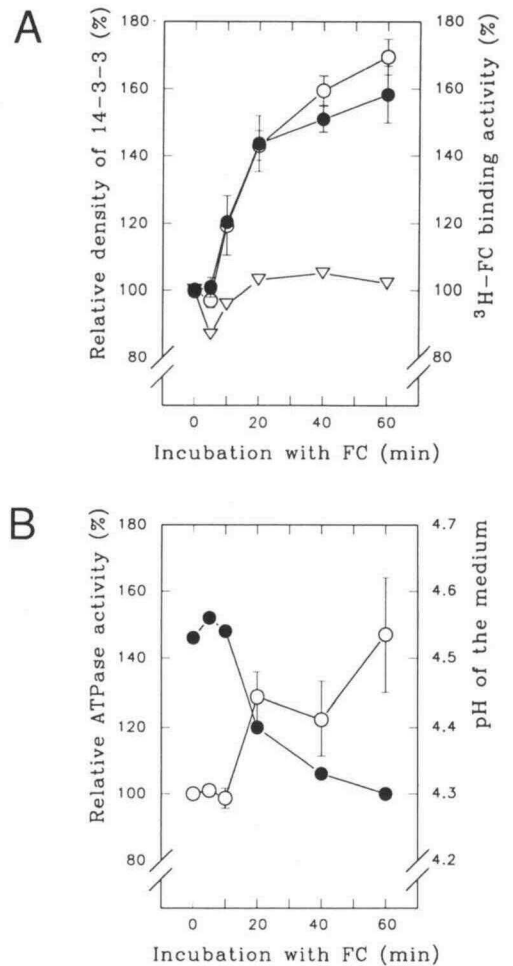 A
Relative density of 14-3-3 (%)
180
160
140
120
100
80
180
160
140
120
100
80
³H-FC binding activity (%)
0 20 40 60
Incubation with FC (min)
B
Relative ATPase activity (%)
180
160
140
120
100
80
4.7
4.6
4.5
4.4
4.3
4.2
pH of the medium
0 20 40 60
Incubation with FC (min)